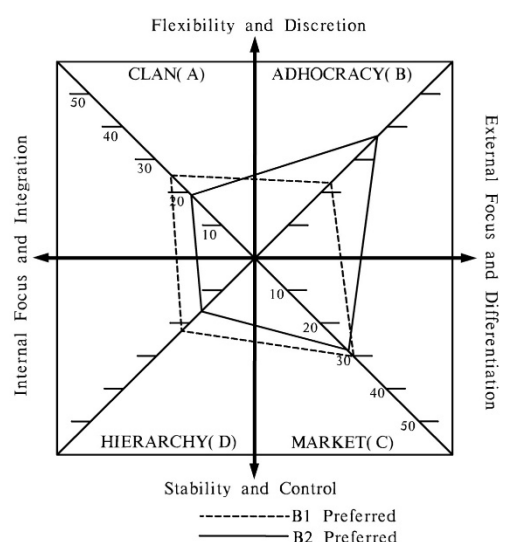 Flexibility and Discretion
CLAN( A) ADHOCRACY( B)
50
40
30
20
10
Internal Focus and Integration
External Focus and Differentiation
10
20
30
40
50
HIERARCHY( D) MARKET( C)
Stability and Control
B1 Preferred
B2 Preferred